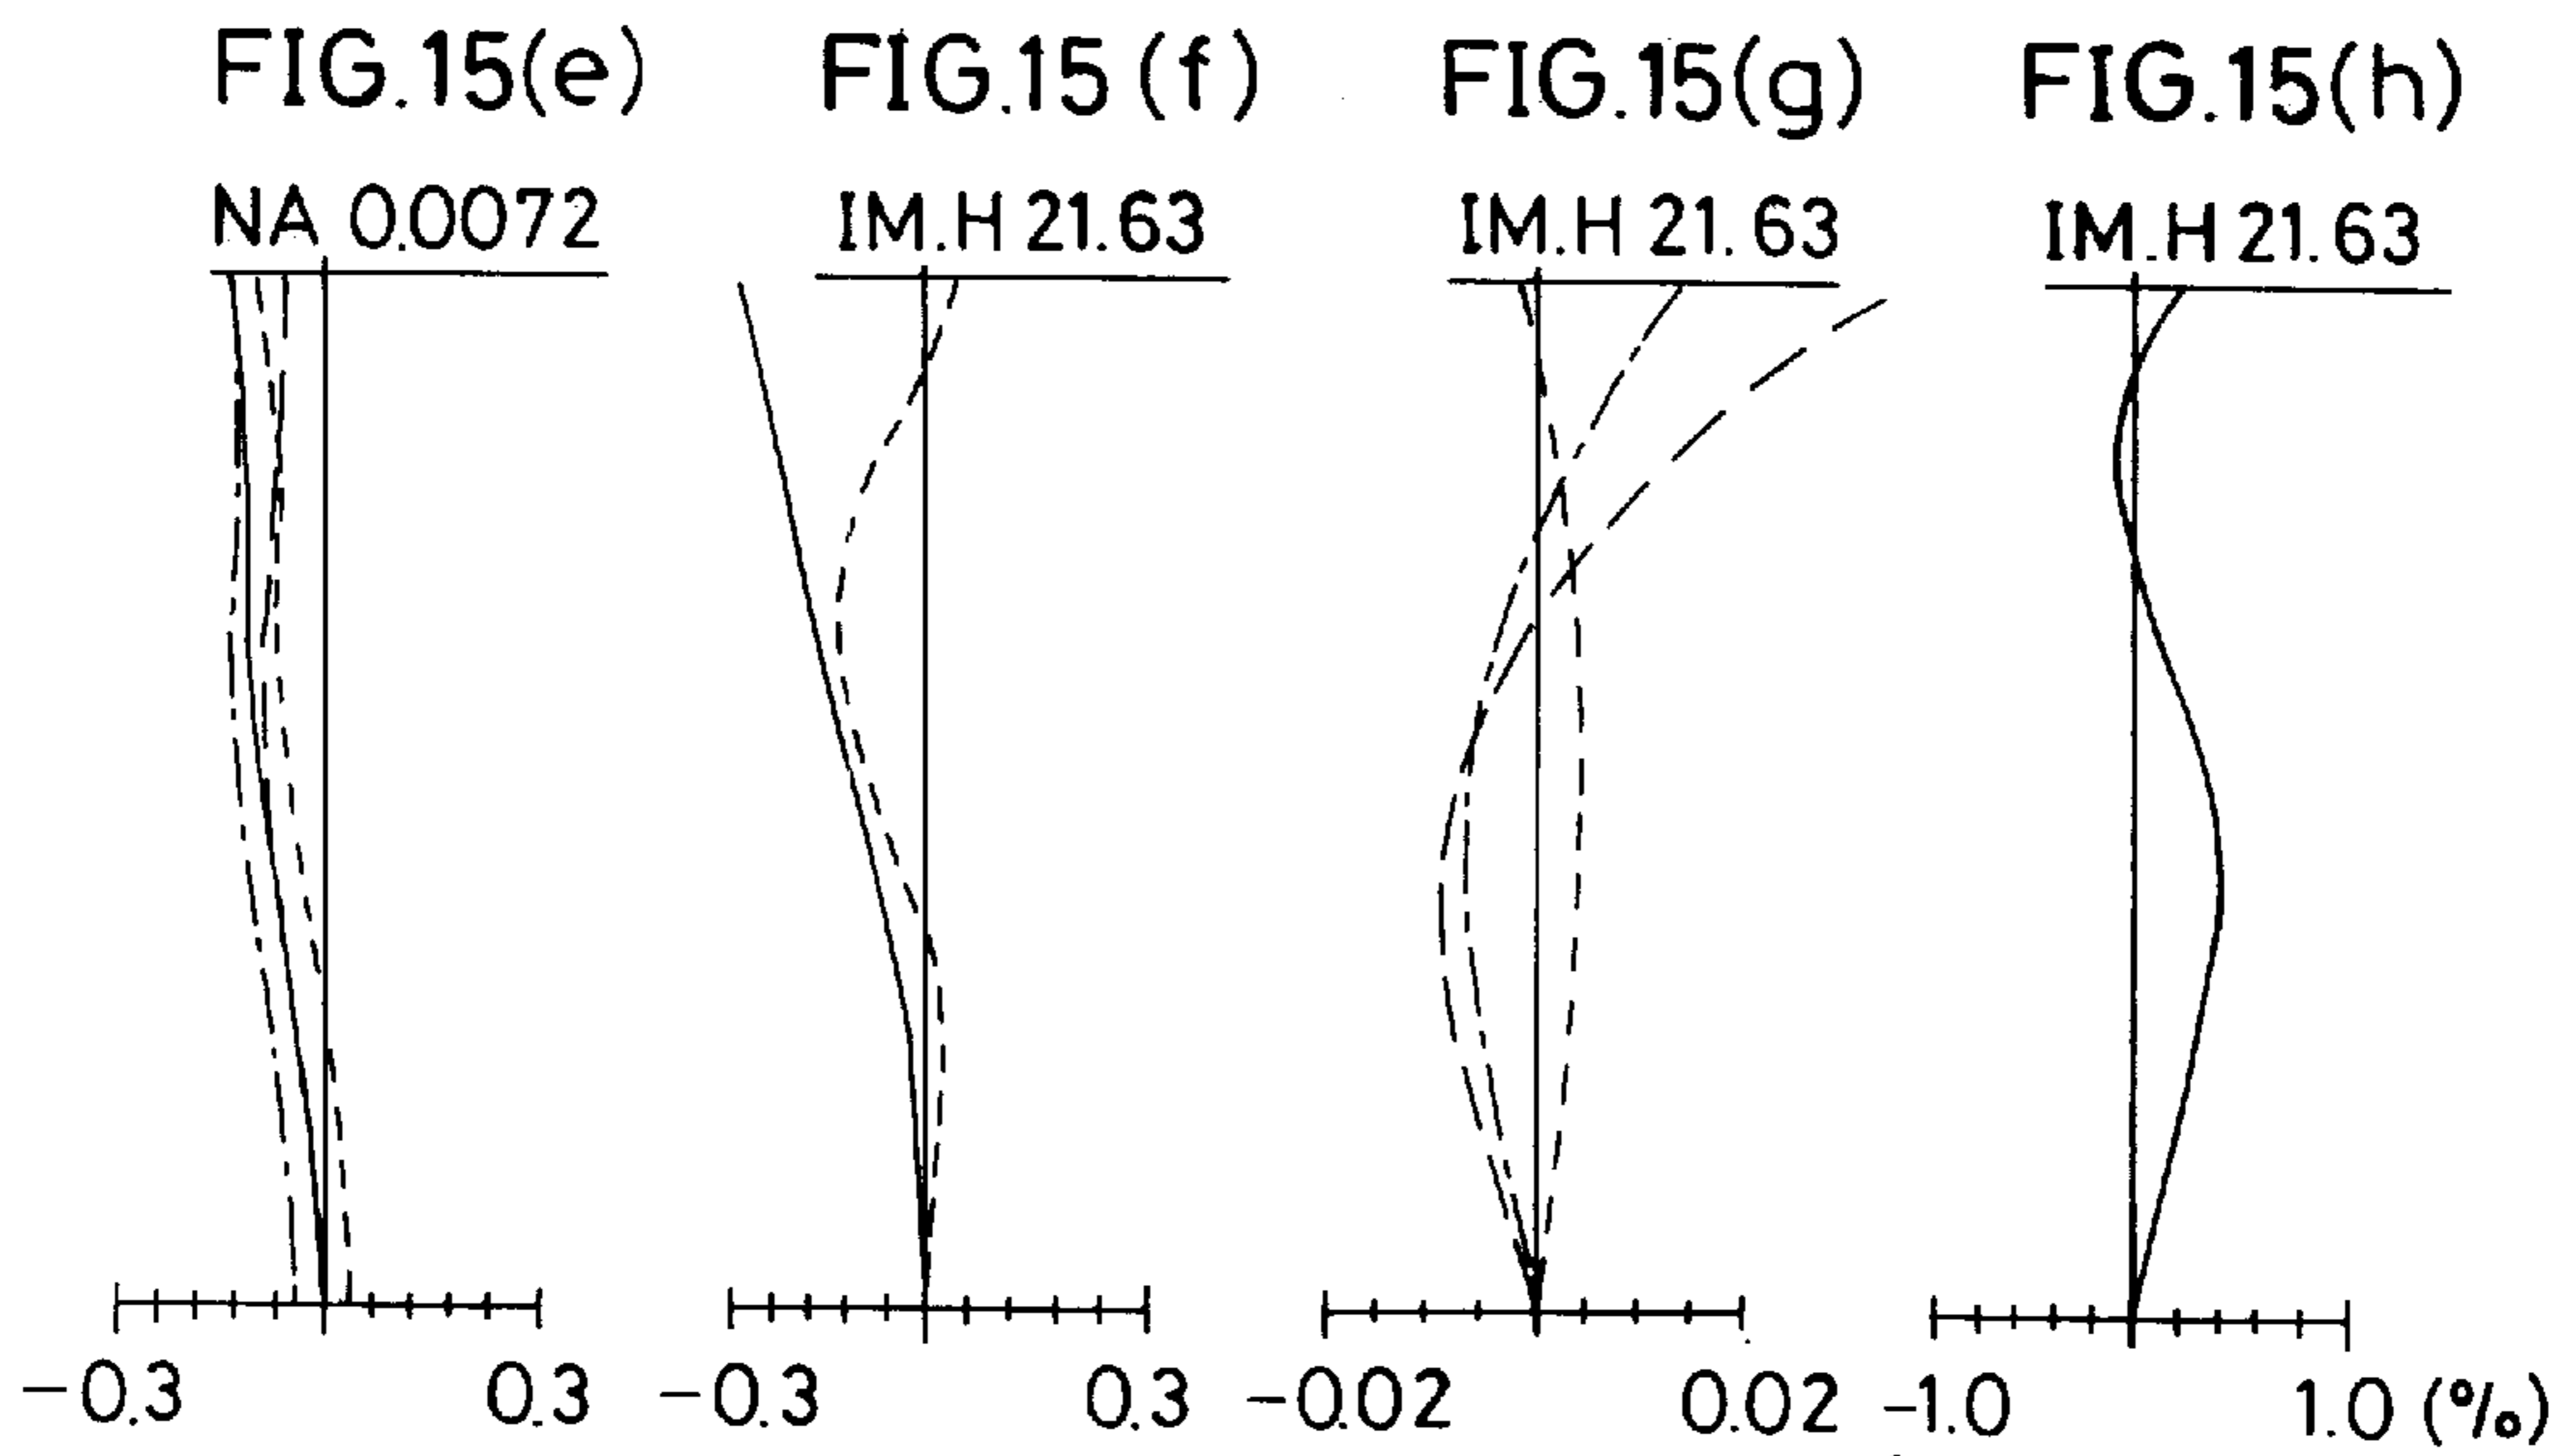 FIG.15(e) FIG.15(f) FIG.15(g) FIG.15(h)
NA 0.0072 IM.H 21.63 IM.H 21.63 IM.H 21.63
-0.3 0.3 -0.3 0.3 -0.02 0.02 -1.0 1.0 (%)